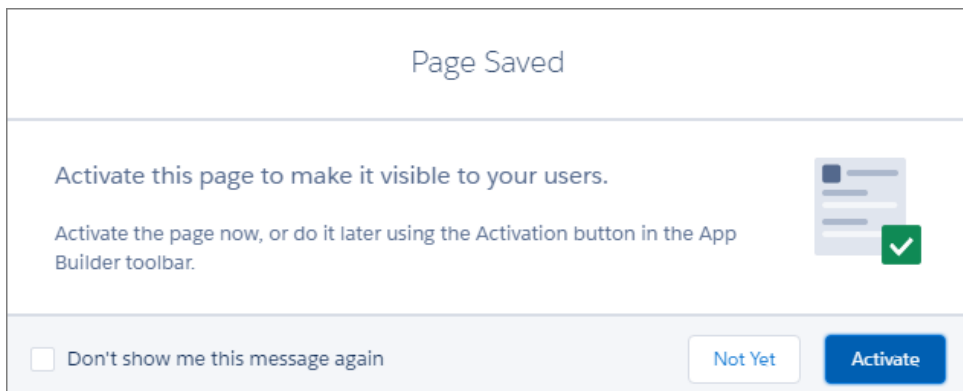 Page Saved
Activate this page to make it visible to your users.
Activate the page now, or do it later using the Activation button in the App
Builder toolbar.
Don't show me this message again
Not Yet
Activate